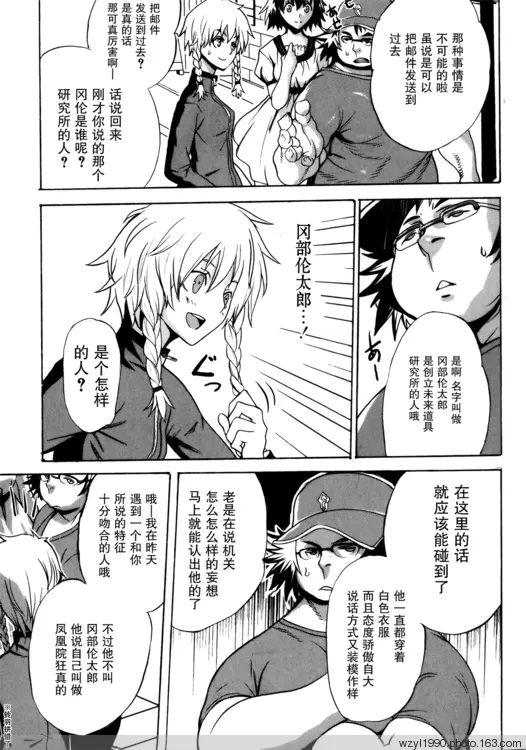 那种事情是
不可能的啦
虽说是可以
把邮件发送到
过去
把邮件
发送到过去?
是真的话
那可真厉害啊—
话说回来
刚才你说的那个
冈伦是谁呢?
研究所的人?
あー
是啊 名字叫做
冈部伦太郎
是创立未来道具
研究所的人哦
冈部伦太郎
…!
是个怎样
的人?
在这里的话
就应该能碰到了
他一直都穿着
白色衣服
而且态度骄傲自大
说话方式又装模作样
老是在说机关
怎么怎么样的妄想
马上就能认出他的了
哦—我在昨天
遇到一个和你
所说的特征
十分吻合的人哦
不过他不叫
冈部伦太郎
他说自己叫做
凤凰院狂真的
wzyl1990.photo.163.com